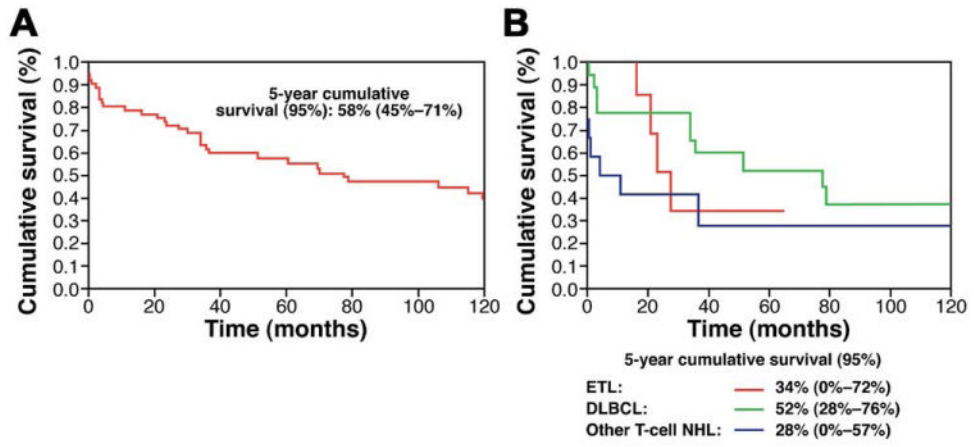 A
Cumulative survival (%)
1.0
0.9
0.8
0.7
0.6
0.5
0.4
0.3
0.2
0.1
0.0
5-year cumulative
survival (95%): 58% (45%–71%)
0 20 40 60 80 100 120
Time (months)
B
Cumulative survival (%)
1.0
0.9
0.8
0.7
0.6
0.5
0.4
0.3
0.2
0.1
0.0
0 20 40 60 80 100 120
Time (months)
5-year cumulative survival (95%)
ETL: 34% (0%–72%)
DLBCL: 52% (28%–76%)
Other T-cell NHL: 28% (0%–57%)